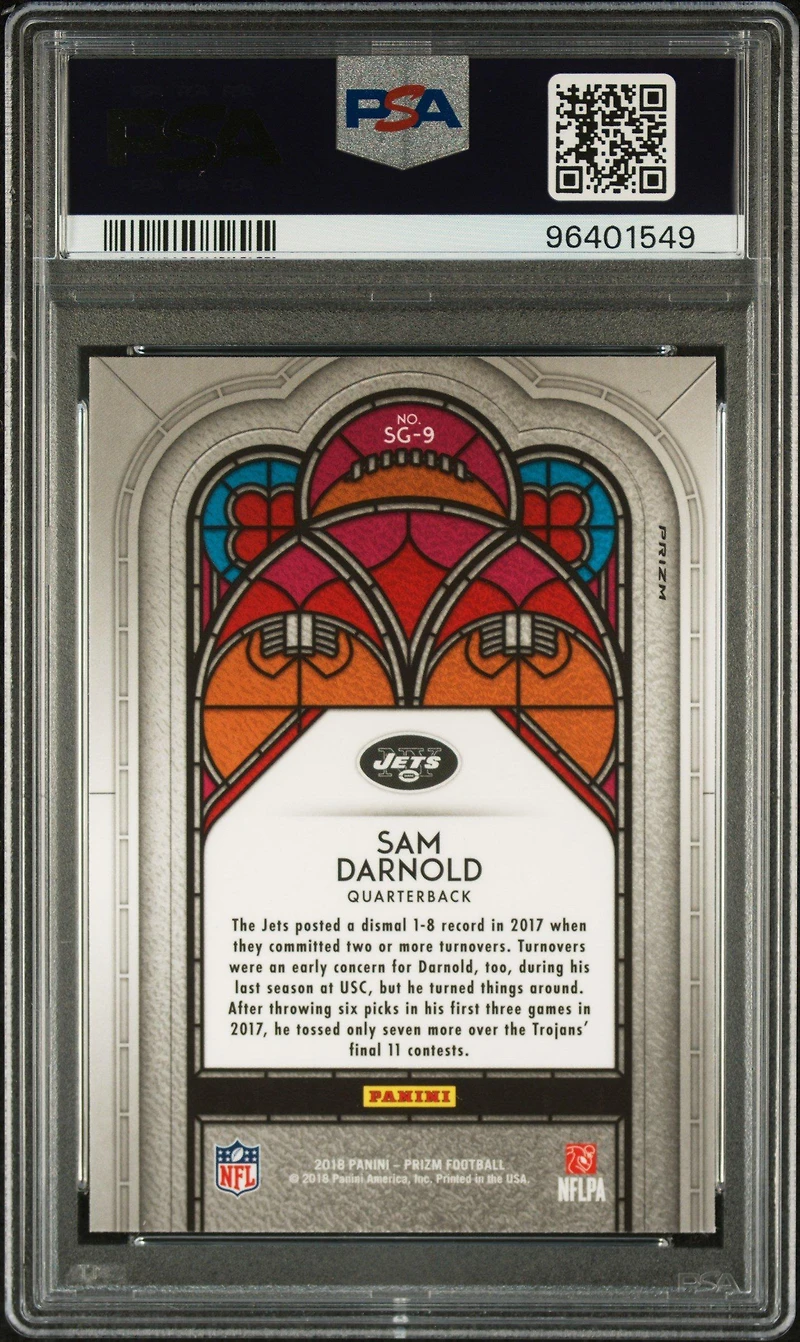 PSA
PSA
96401549
NO.
SG-9
PRIZM
NY
JETS
SAM
DARNOLD
QUARTERBACK
The Jets posted a dismal 1-8 record in 2017 when
they committed two or more turnovers. Turnovers
were an early concern for Darnold, too, during his
last season at USC, but he turned things around.
After throwing six picks in his first three games in
2017, he tossed only seven more over the Trojans'
final 11 contests.
PANINI
NFL
2018 PANINI – PRIZM FOOTBALL
© 2018 Panini America, Inc. Printed in the USA.
NFLPA
PSA